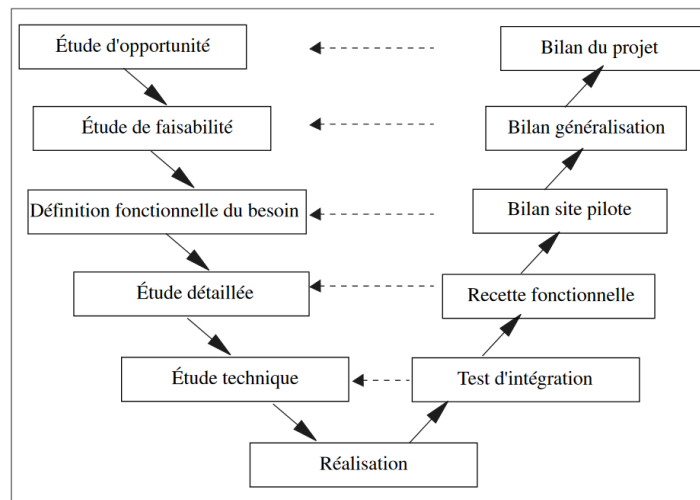 Étude d'opportunité
Bilan du projet
Étude de faisabilité
Bilan généralisation
Définition fonctionnelle du besoin
Bilan site pilote
Étude détaillée
Recette fonctionnelle
Étude technique
Test d'intégration
Réalisation